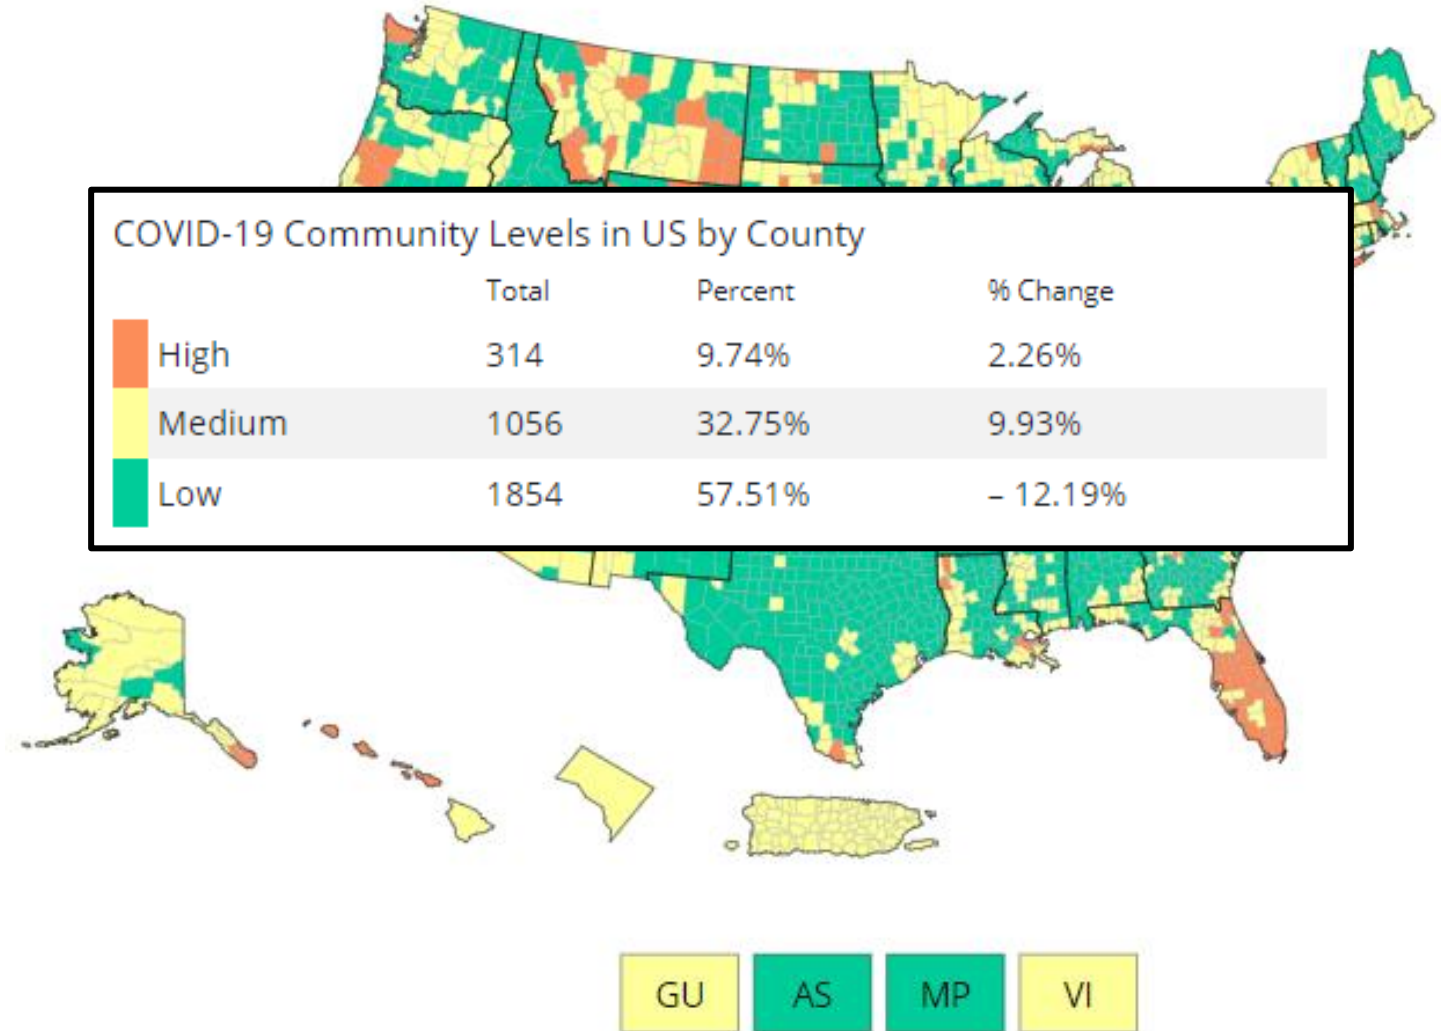 COVID-19 Community Levels in US by County
Total Percent % Change
High 314 9.74% 2.26%
Medium 1056 32.75% 9.93%
Low 1854 57.51% – 12.19%
GU AS MP VI